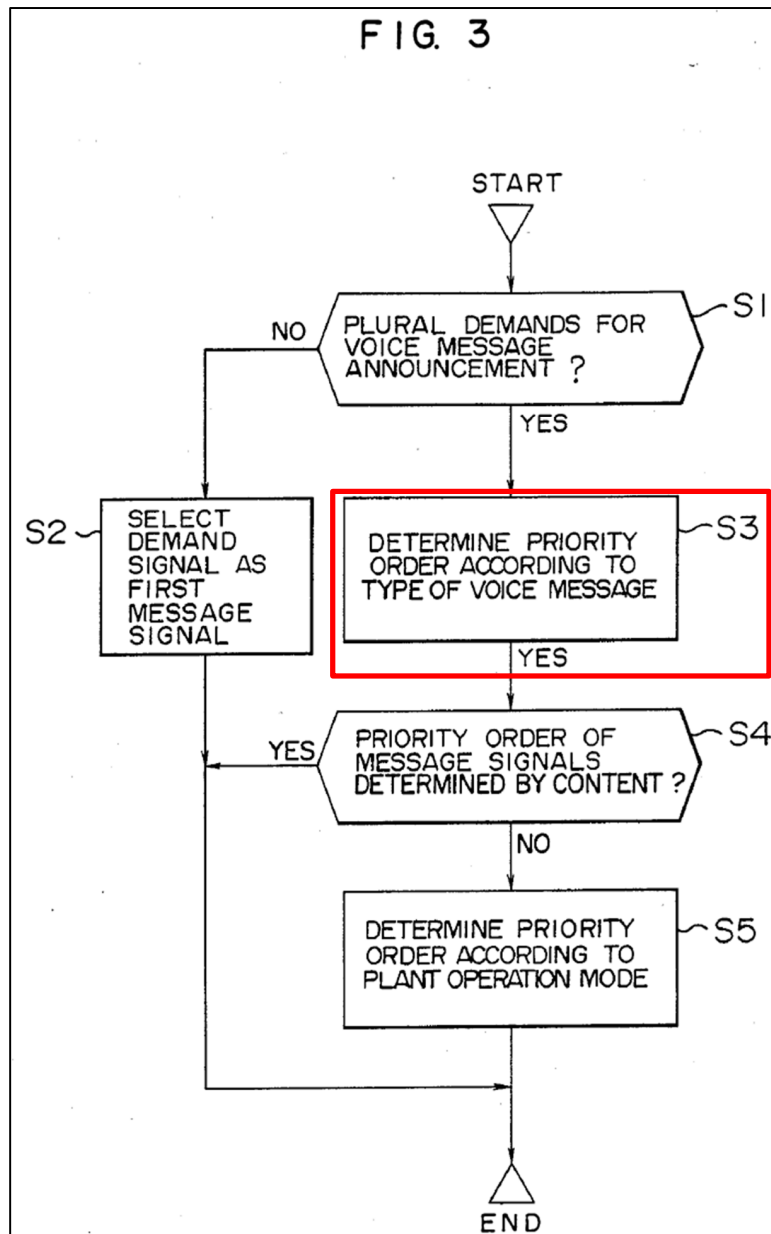 FIG. 3
START
S1
PLURAL DEMANDS FOR
VOICE MESSAGE
ANNOUNCEMENT ?
NO
YES
S2
SELECT
DEMAND
SIGNAL AS
FIRST
MESSAGE
SIGNAL
S3
DETERMINE PRIORITY
ORDER ACCORDING TO
TYPE OF VOICE MESSAGE
YES
S4
PRIORITY ORDER OF
MESSAGE SIGNALS
DETERMINED BY CONTENT ?
YES
NO
S5
DETERMINE PRIORITY
ORDER ACCORDING TO
PLANT OPERATION MODE
END